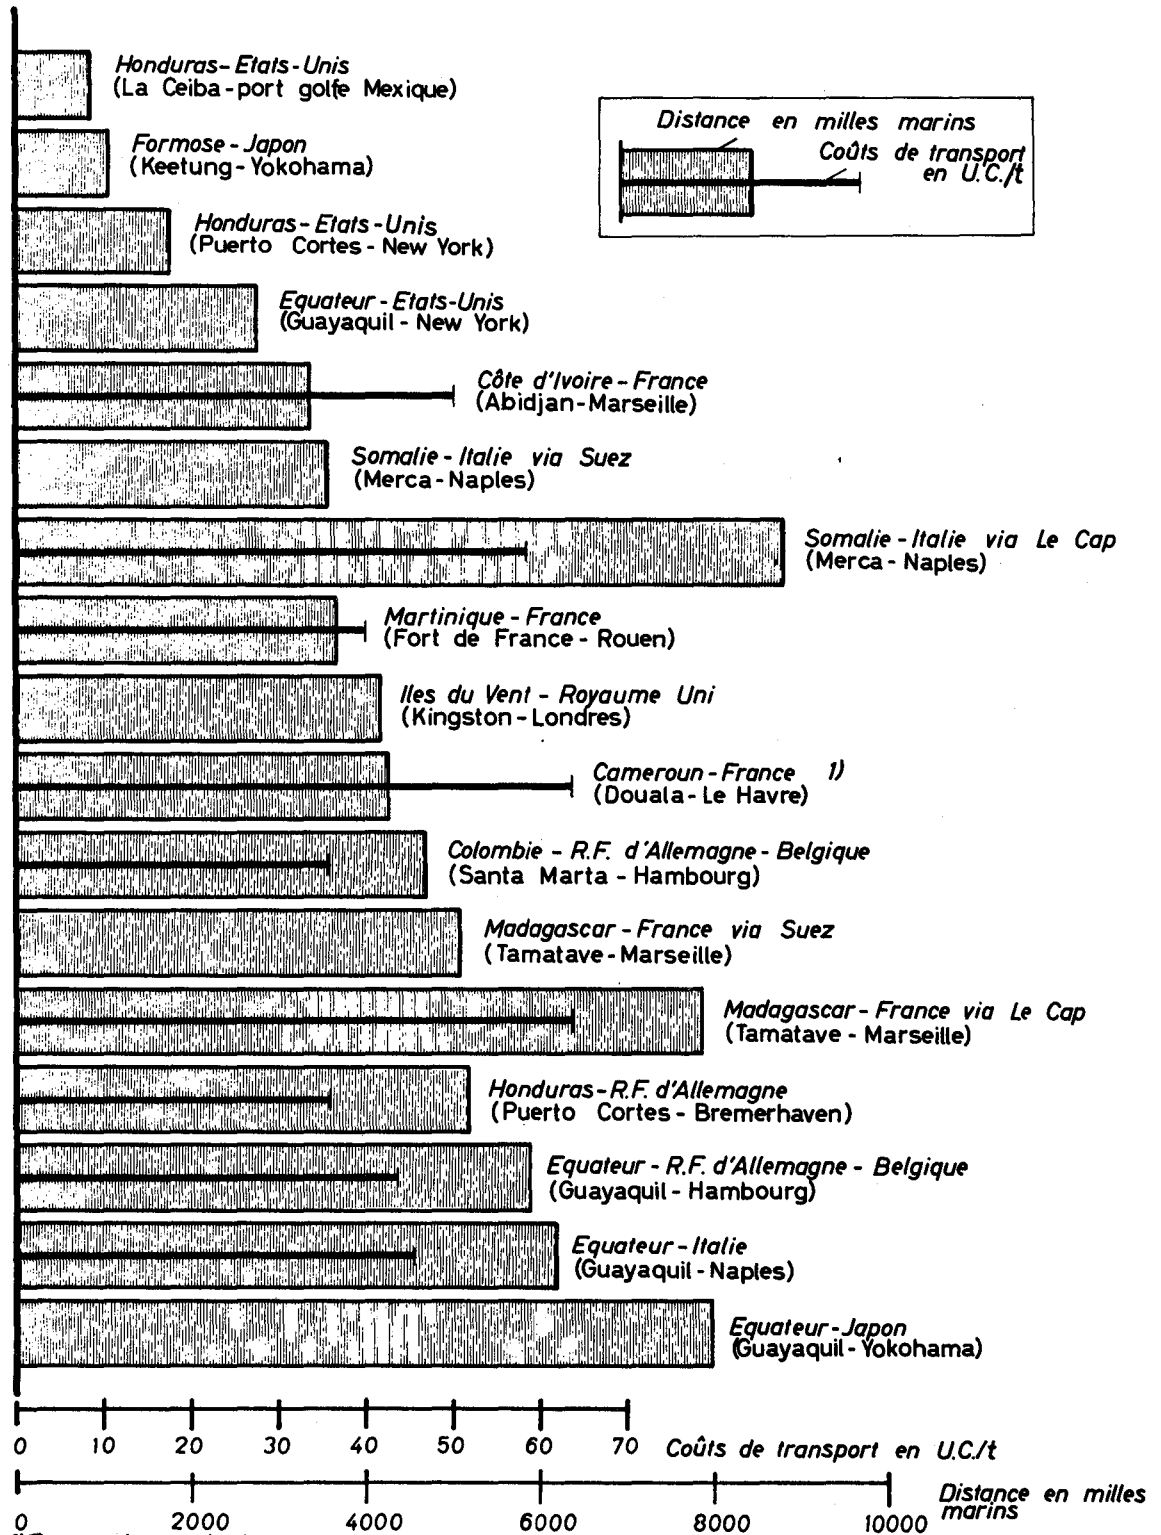 Honduras-Etats-Unis
(La Ceiba-port golfe Mexique)
Distance en milles marins
Coûts de transport
en U.C./t
Formose-Japon
(Keetung-Yokohama)
Honduras-Etats-Unis
(Puerto Cortes-New York)
Equateur-Etats-Unis
(Guayaquil-New York)
Côte d'Ivoire-France
(Abidjan-Marseille)
Somalie-Italie via Suez
(Merca-Naples)
Somalie-Italie via Le Cap
(Merca-Naples)
Martinique-France
(Fort de France-Rouen)
Iles du Vent-Royaume Uni
(Kingston-Londres)
Cameroun-France 1)
(Douala-Le Havre)
Colombie-R.F. d'Allemagne-Belgique
(Santa Marta-Hambourg)
Madagascar-France via Suez
(Tamatave-Marseille)
Madagascar-France via Le Cap
(Tamatave-Marseille)
Honduras-R.F. d'Allemagne
(Puerto Cortes-Bremerhaven)
Equateur-R.F. d'Allemagne-Belgique
(Guayaquil-Hambourg)
Equateur-Italie
(Guayaquil-Naples)
Equateur-Japon
(Guayaquil-Yokohama)
0 10 20 30 40 50 60 70 Coûts de transport en U.C./t
Distance en milles
marins
0 2000 4000 6000 8000 10000